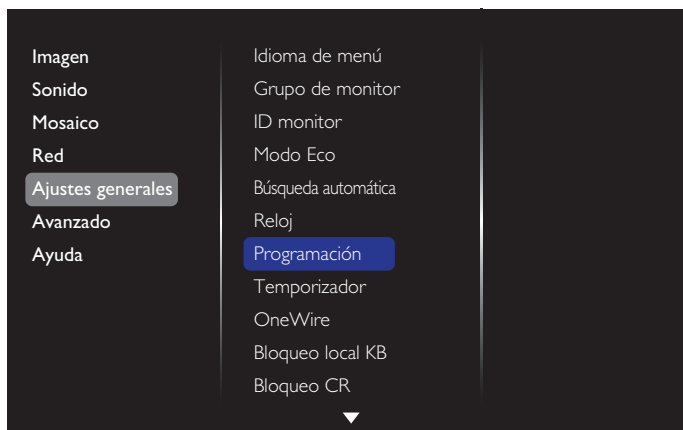 Imagen
Sonido
Mosaico
Red
Ajustes generales
Avanzado
Ayuda
Idioma de menú
Grupo de monitor
ID monitor
Modo Eco
Búsqueda automática
Reloj
Programación
Temporizador
OneWire
Bloqueo local KB
Bloqueo CR